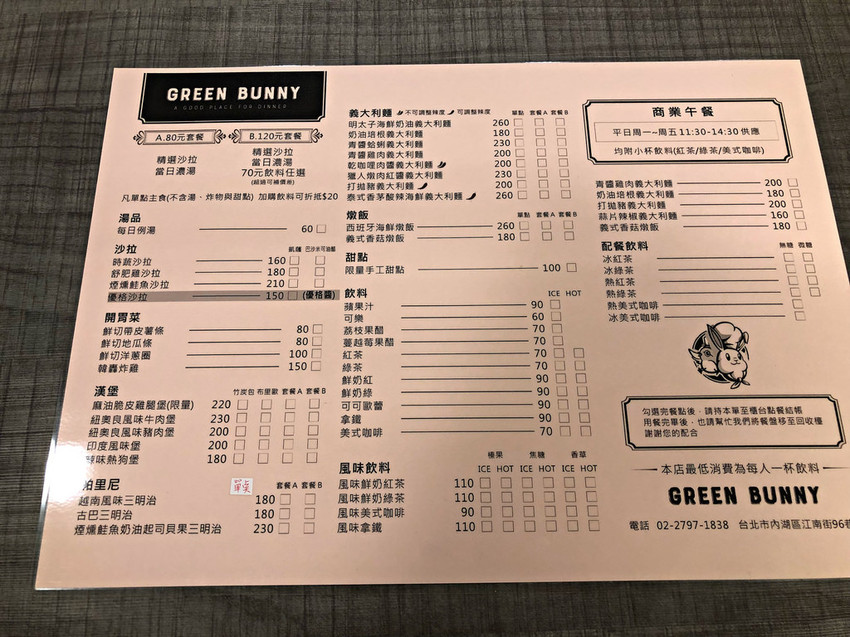 GREEN BUNNY
A GOOD PLACE FOR DINNER
A.80元套餐 B.120元套餐
精選沙拉 精選沙拉
當日濃湯 當日濃湯
70元飲料任選
(超過可補價差)
凡單點主食(不含湯、炸物與甜點) 加購飲料可折抵$20
湯品
每日例湯 60
沙拉 凱薩 巴沙米可油醋
時蔬沙拉 160
舒肥雞沙拉 180
煙燻鮭魚沙拉 210
優格沙拉 150 (優格醬)
開胃菜
鮮切帶皮薯條 80
鮮切地瓜條 80
鮮切洋蔥圈 100
韓轟炸雞 150
漢堡 竹炭包 布里歐 套餐A 套餐B
麻油脆皮雞腿堡(限量) 220
紐奧良風味牛肉堡 230
紐奧良風味豬肉堡 200
印度風味堡 200
辣味熱狗堡 180
帕里尼 單點 套餐A 套餐B
越南風味三明治 180
古巴三明治 180
煙燻鮭魚奶油起司貝果三明治 230
義大利麵 不可調整辣度 可調整辣度 單點 套餐A 套餐B
明太子海鮮奶油義大利麵 260
奶油培根義大利麵 180
青醬蛤蜊義大利麵 230
青醬雞肉義大利麵 200
乾咖哩肉醬義大利麵 200
獵人燉肉紅醬義大利麵 230
打拋豬義大利麵 200
泰式香茅酸辣海鮮義大利麵 260
燉飯 單點 套餐A 套餐B
西班牙海鮮燉飯 260
義式香菇燉飯 180
甜點
限量手工甜點 100
飲料 ICE HOT
蘋果汁 90
可樂 60
荔枝果醋 70
蔓越莓果醋 70
紅茶 70
綠茶 70
鮮奶紅 90
鮮奶綠 90
可可歐蕾 90
拿鐵 90
美式咖啡 70
風味飲料 榛果 焦糖 香草
ICE HOT ICE HOT ICE HOT
風味鮮奶紅茶 110
風味鮮奶綠茶 110
風味美式咖啡 90
風味拿鐵 110
商業午餐
平日周一~周五 11:30-14:30 供應
均附小杯飲料(紅茶/綠茶/美式咖啡)
青醬雞肉義大利麵 200
奶油培根義大利麵 180
打拋豬義大利麵 200
蒜片辣椒義大利麵 160
義式香菇燉飯 180
配餐飲料 無糖 微糖
冰紅茶
冰綠茶
熱紅茶
熱綠茶
熱美式咖啡
冰美式咖啡
勾選完餐點後，請持本單至櫃台點餐結帳
用餐完畢後，也請幫忙我們將餐盤移至回收檯
謝謝您的配合
本店最低消費為每人一杯飲料
GREEN BUNNY
電話 02-2797-1838 台北市內湖區江南街96巷